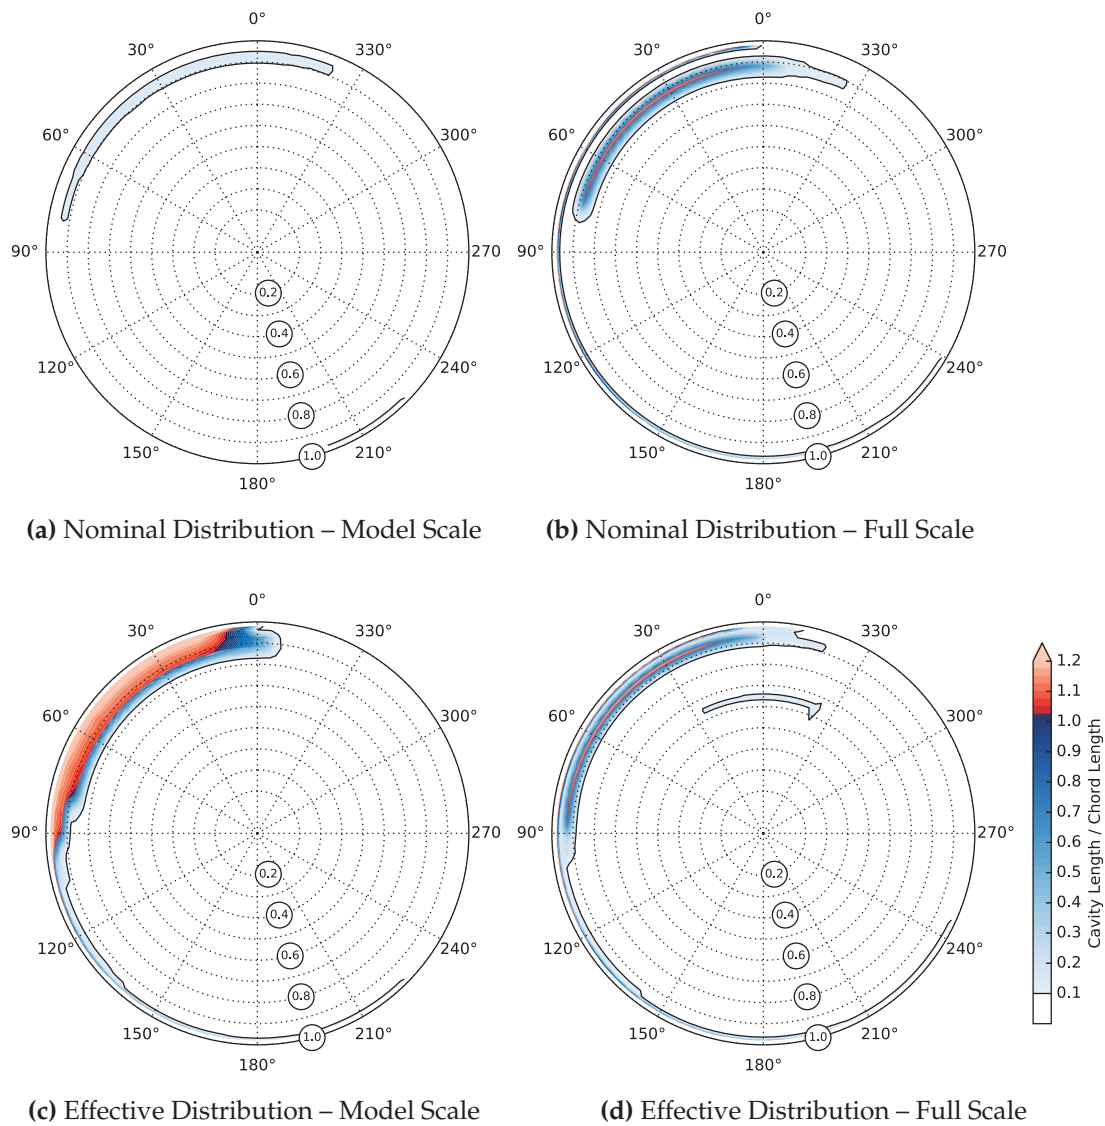 0° 0°
30° 330° 30° 330°
60° 300° 60° 300°
90° 270 90° 270°
0.2 0.2
0.4 0.4
120° 240° 120° 240°
0.6 0.6
0.8 0.8
150° 1.0 210° 150° 1.0 210°
180° 180°
(a) Nominal Distribution – Model Scale (b) Nominal Distribution – Full Scale
0° 0°
30° 330° 30° 330°
60° 300° 60° 300°
90° 270 90° 270°
0.2 0.2
0.4 0.4
120° 240° 120° 240°
0.6 0.6
0.8 0.8
150° 1.0 210° 150° 1.0 210°
180° 180°
1.2
1.1
1.0
0.9
0.8
0.7
0.6
0.5
0.4
0.3
0.2
0.1
Cavity Length / Chord Length
(c) Effective Distribution – Model Scale (d) Effective Distribution – Full Scale